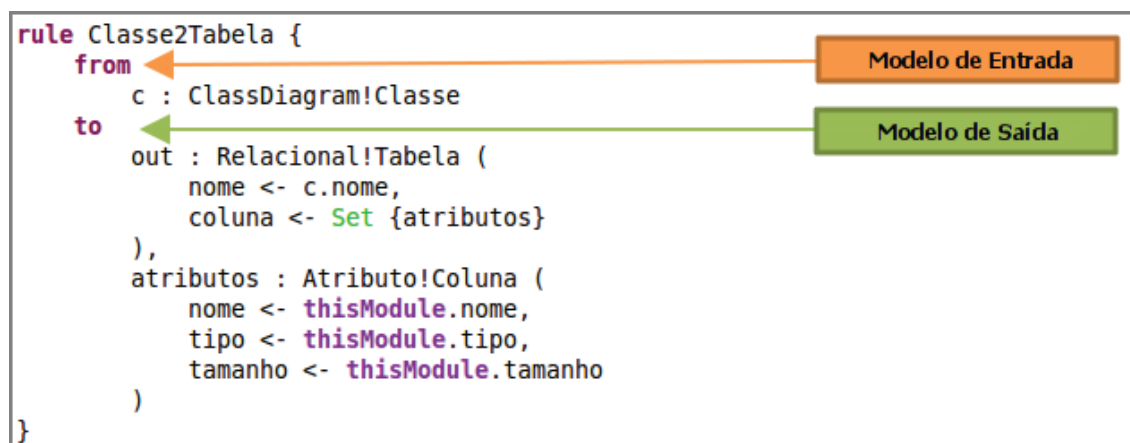 rule Classe2Tabela {
    from
Modelo de Entrada
        c : ClassDiagram!Classe
    to
Modelo de Saída
        out : Relacional!Tabela (
            nome <- c.nome,
            coluna <- Set {atributos}
        ),
        atributos : Atributo!Coluna (
            nome <- thisModule.nome,
            tipo <- thisModule.tipo,
            tamanho <- thisModule.tamanho
        )
}